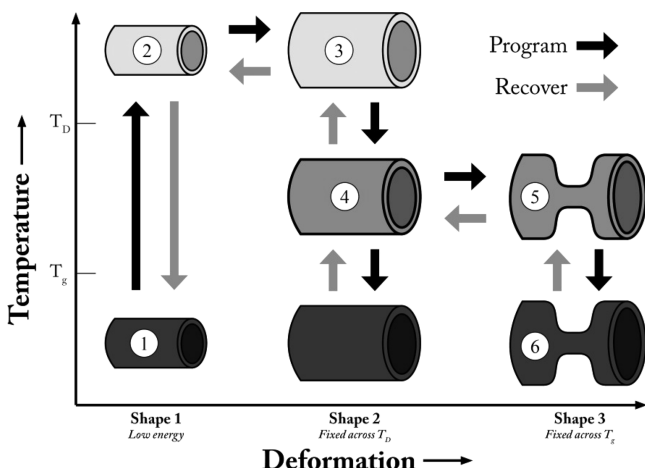 2
3
Program
Recover
T_D
4
5
T_g
1
6
Temperature
Shape 1
Shape 2
Shape 3
Low energy
Fixed across T_D
Fixed across T_g
Deformation